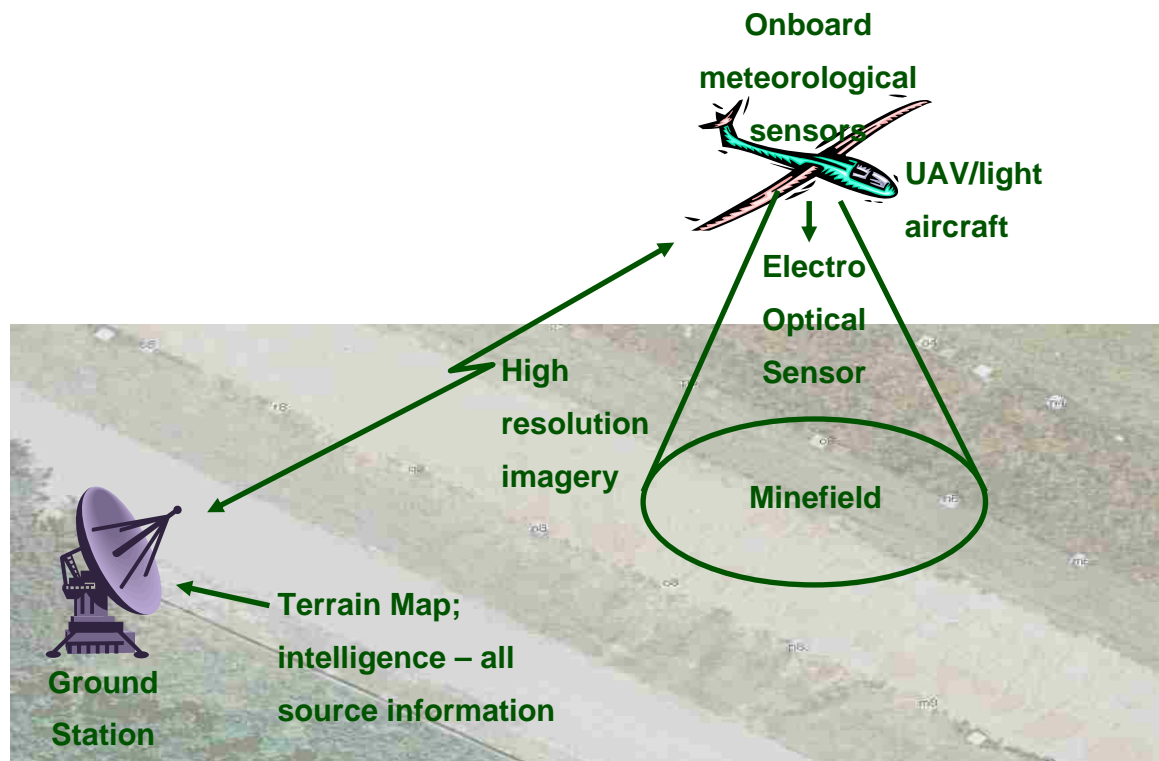 Onboard
meteorological
sensors
UAV/light
aircraft
Electro
Optical
Sensor
High
resolution
imagery
Minefield
Terrain Map;
intelligence – all
source information
Ground
Station